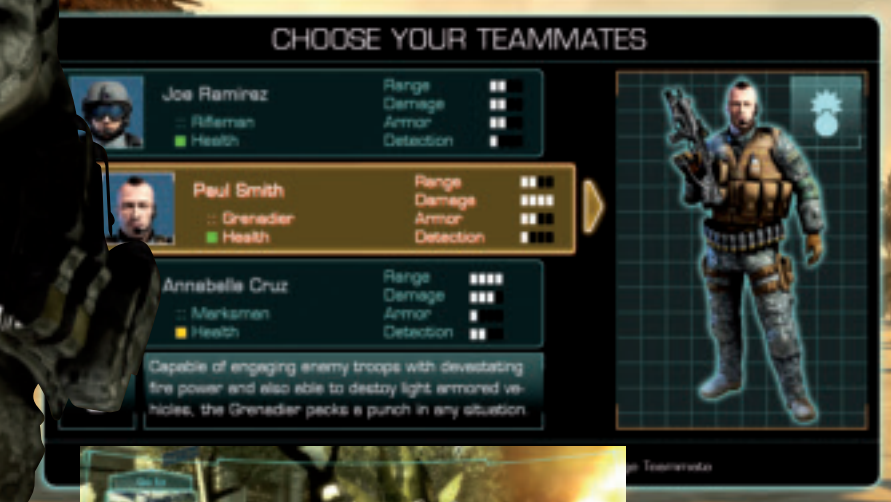 CHOOSE YOUR TEAMMATES
Joe Ramirez
:: Rifleman
Health
Range
Damage
Armor
Detection
Paul Smith
:: Grenadier
Health
Range
Damage
Armor
Detection
Annabelle Cruz
:: Marksman
Health
Range
Damage
Armor
Detection
Capable of engaging enemy troops with devastating
fire power and also able to destoy light armored ve-
hicles, the Grenadier packs a punch in any situation.
Teammate